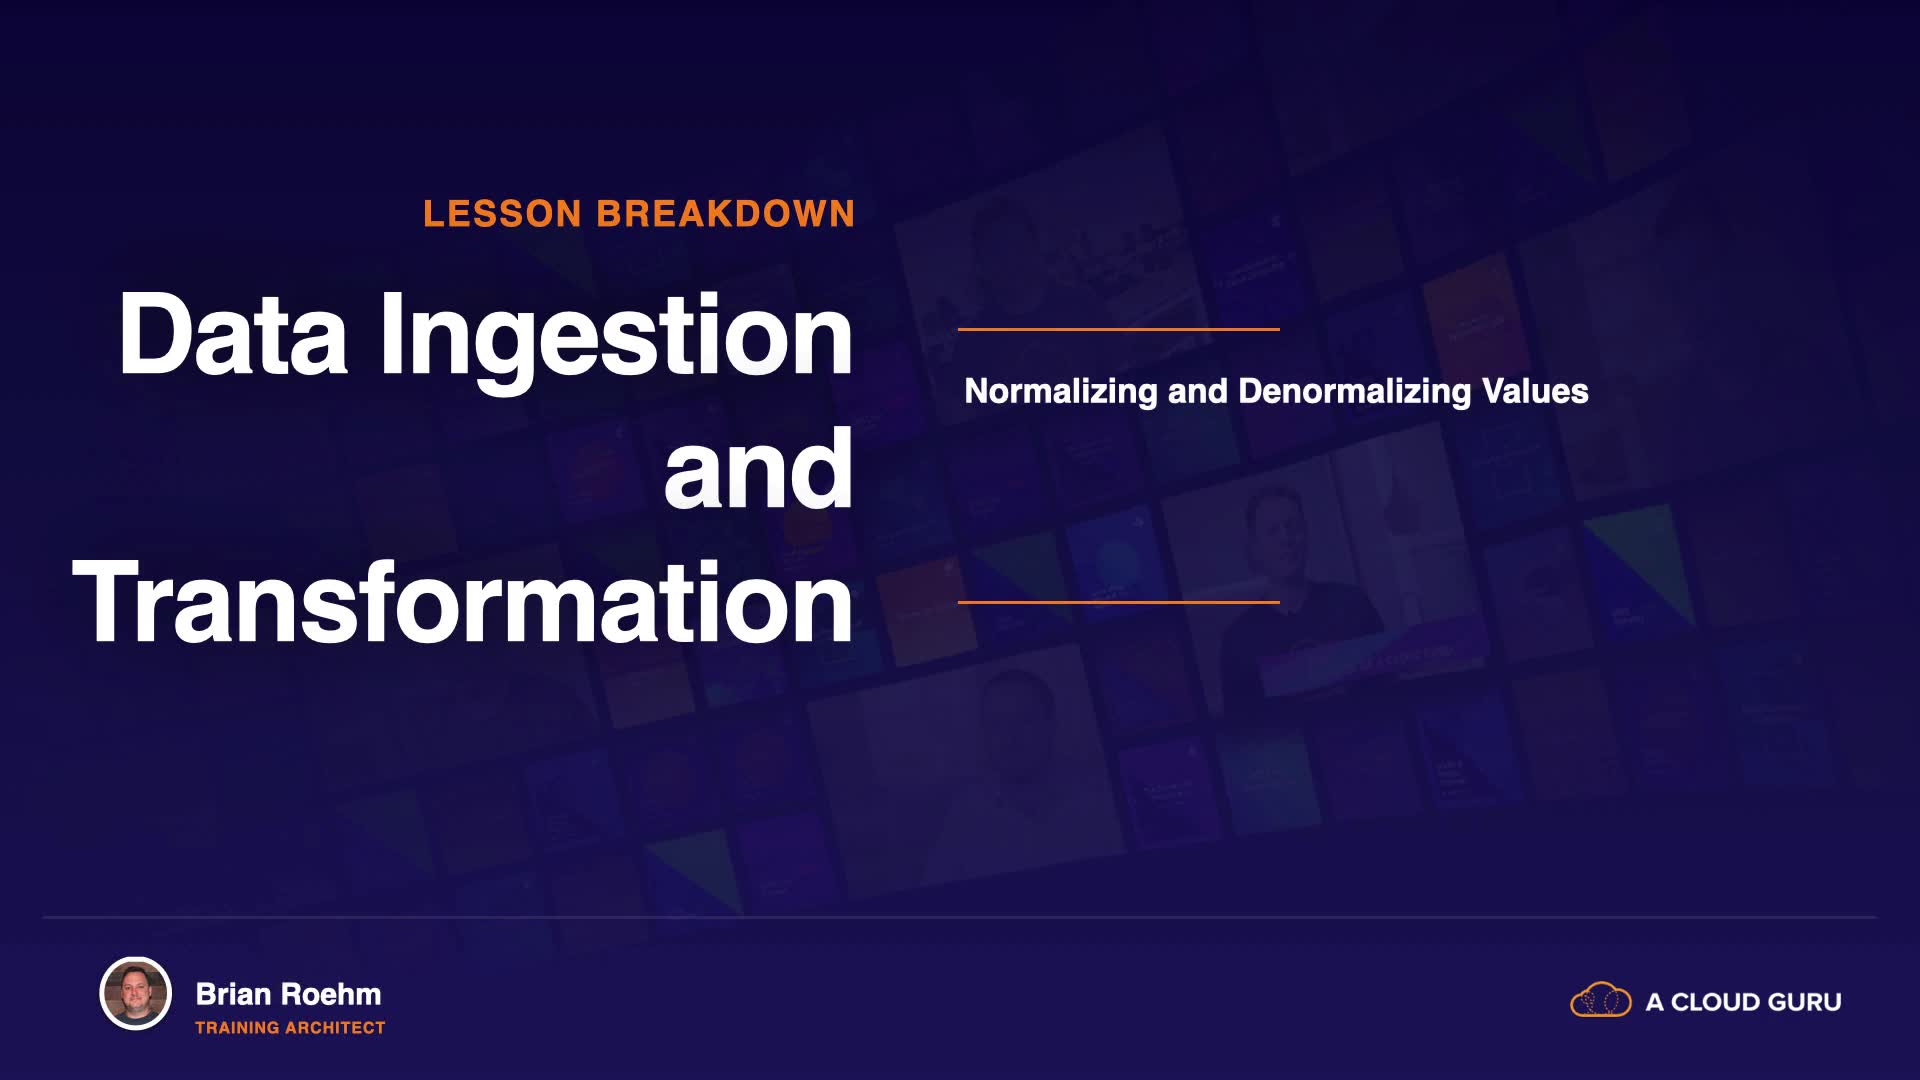 LESSON BREAKDOWN
Data Ingestion
and
Transformation
Normalizing and Denormalizing Values
Brian Roehm
TRAINING ARCHITECT
A CLOUD GURU